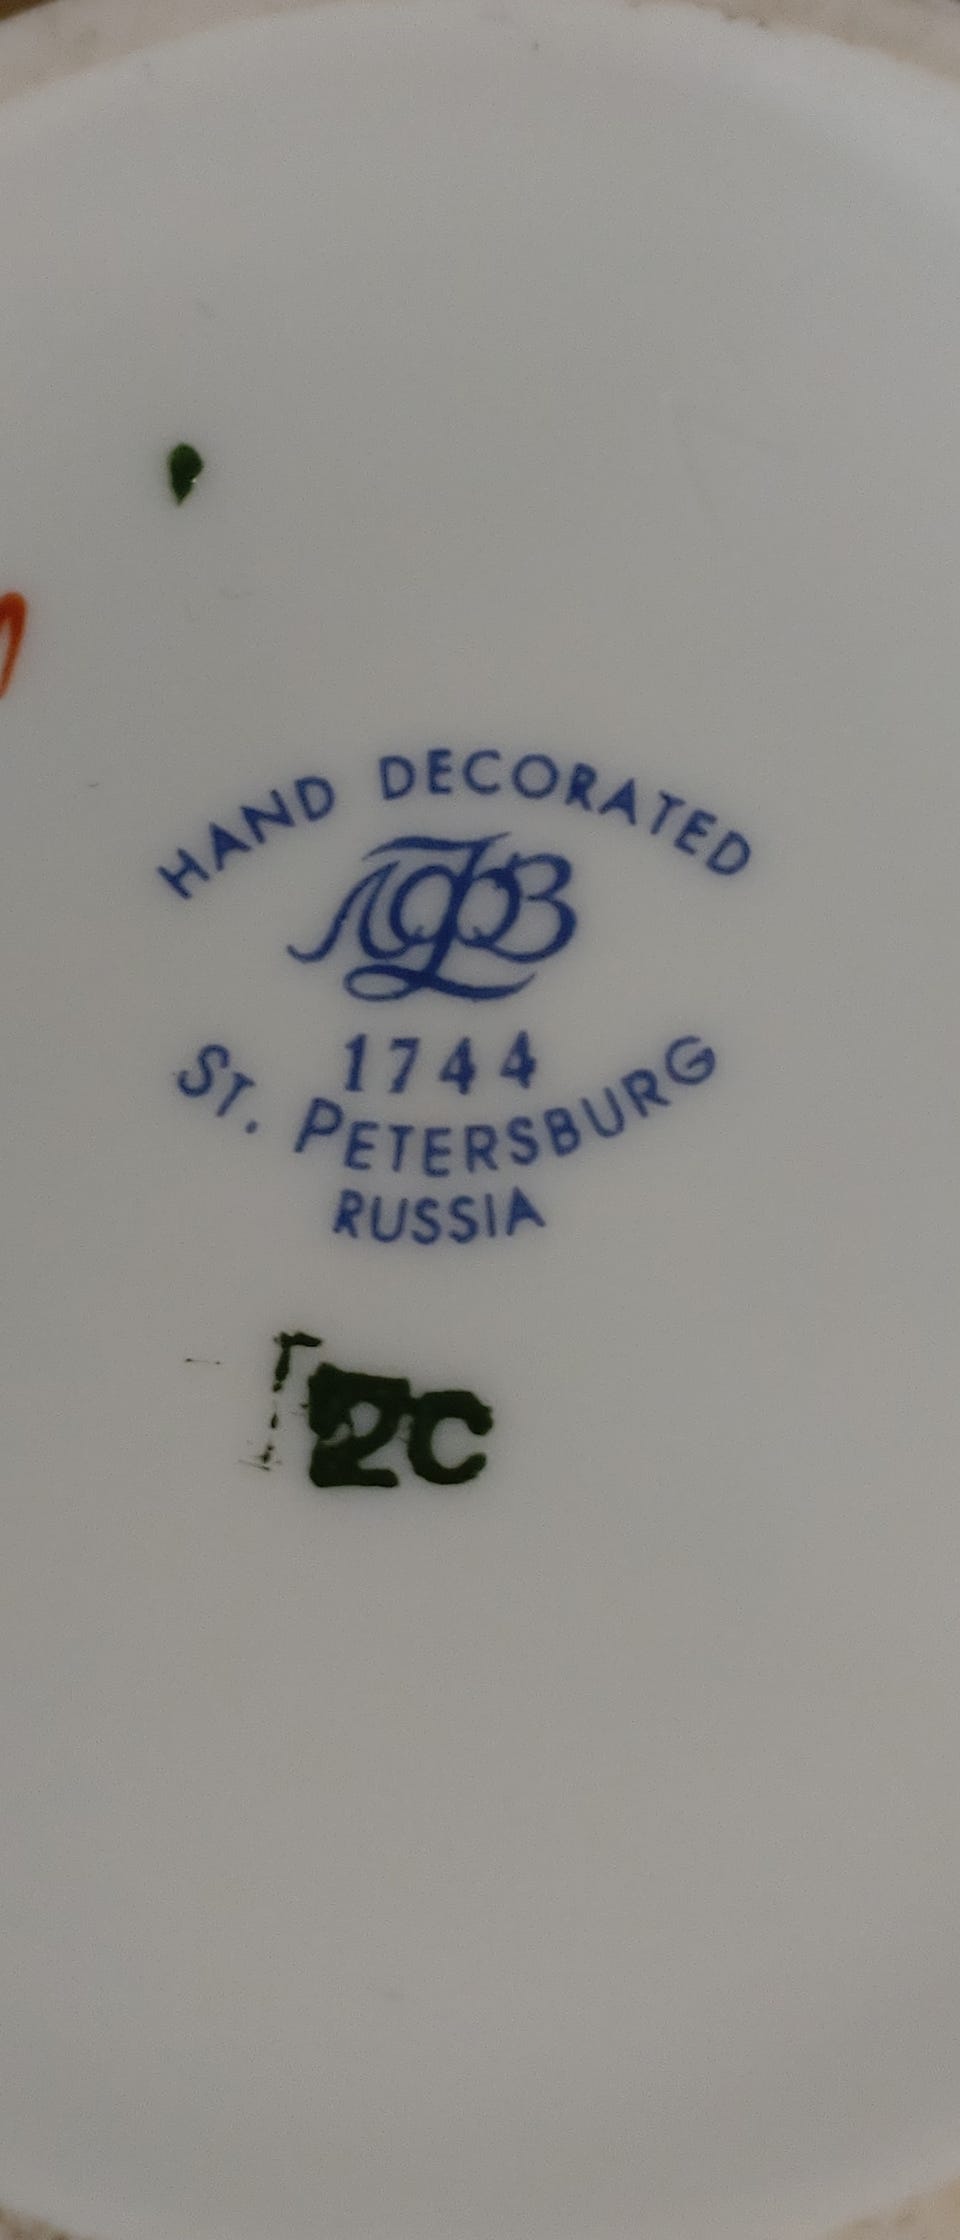 HAND DECORATED
ЛФЗ
1744
ST. PETERSBURG
RUSSIA
2C